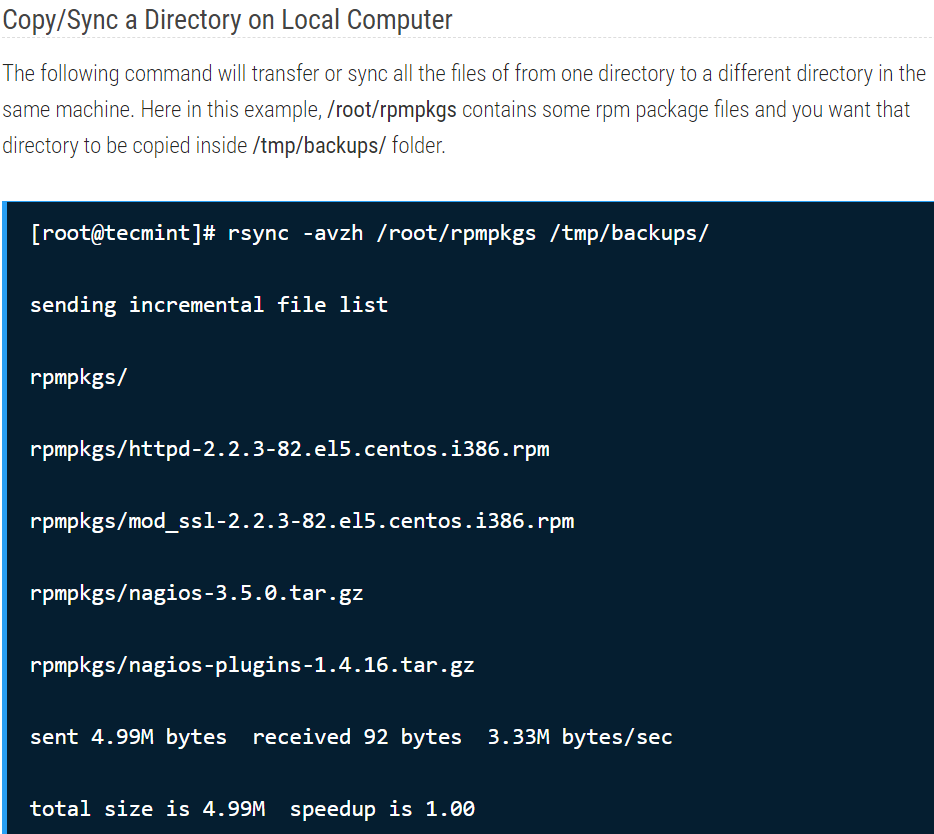 Copy/Sync a Directory on Local Computer
The following command will transfer or sync all the files of from one directory to a different directory in the
same machine. Here in this example, /root/rpmpkgs contains some rpm package files and you want that
directory to be copied inside /tmp/backups/ folder.
[root@tecmint]# rsync -avzh /root/rpmpkgs /tmp/backups/
sending incremental file list
rpmpkgs/
rpmpkgs/httpd-2.2.3-82.el5.centos.i386.rpm
rpmpkgs/mod_ssl-2.2.3-82.el5.centos.i386.rpm
rpmpkgs/nagios-3.5.0.tar.gz
rpmpkgs/nagios-plugins-1.4.16.tar.gz
sent 4.99M bytes  received 92 bytes  3.33M bytes/sec
total size is 4.99M  speedup is 1.00